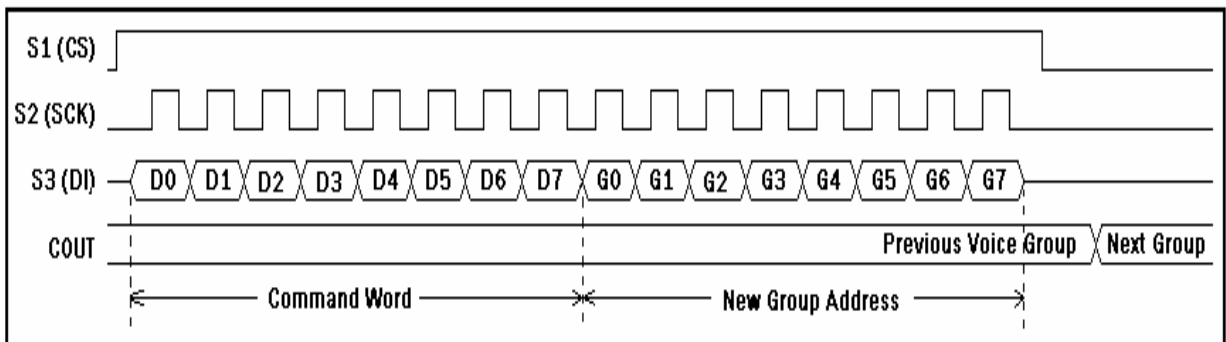 S1 (CS)
S2 (SCK)
S3 (DI) D0 D1 D2 D3 D4 D5 D6 D7 G0 G1 G2 G3 G4 G5 G6 G7
COUT Previous Voice Group Next Group
Command Word New Group Address